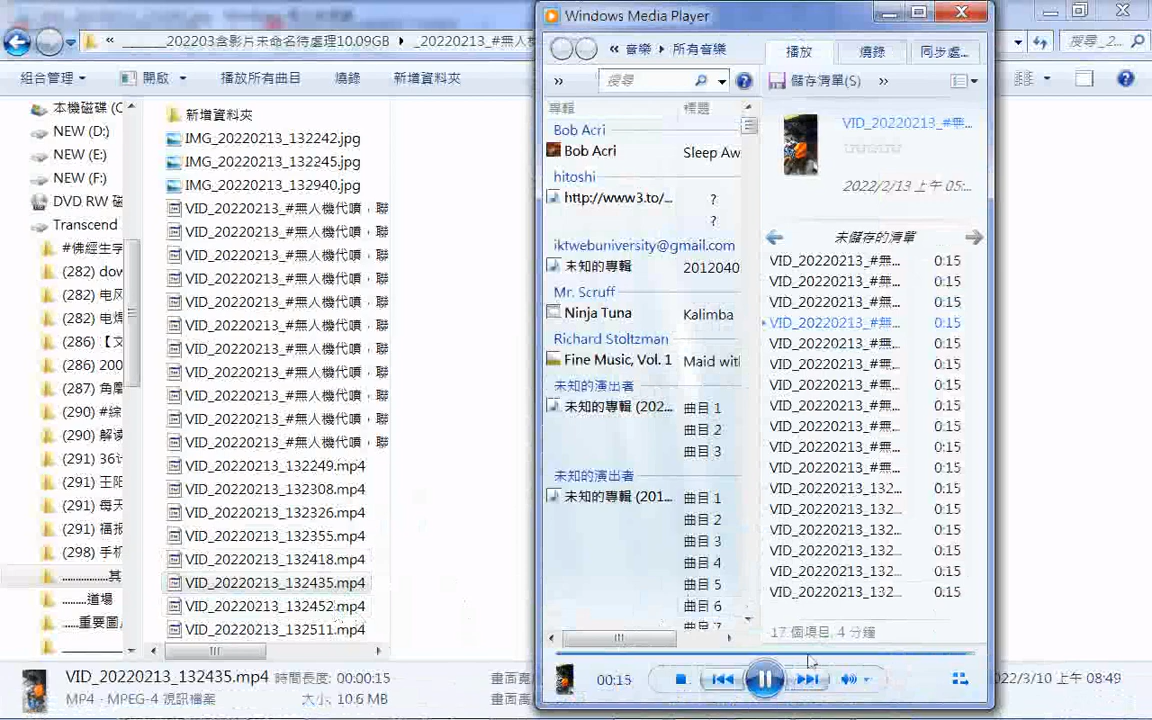 _______202203含影片未命名待處理10.09GB
_20220213_#無人機
搜尋_2...
組合管理
開啟
播放所有曲目
燒錄
新增資料夾
本機磁碟 (C
NEW (D:)
NEW (E:)
NEW (F:)
DVD RW 磁
Transcend
#佛經生字
(282) dow
(282) 电风
(282) 电焊
(286)【文
(286) 200
(287) 角磨
(290) #綜
(290) 解读
(291) 36计
(291) 王阳
(291) 每天
(291) 福报
(298) 手机
................其
.........道場
......重要圖片
新增資料夾
IMG_20220213_132242.jpg
IMG_20220213_132245.jpg
IMG_20220213_132940.jpg
VID_20220213_#無人機代噴，聯
VID_20220213_#無人機代噴，聯
VID_20220213_#無人機代噴，聯
VID_20220213_#無人機代噴，聯
VID_20220213_#無人機代噴，聯
VID_20220213_#無人機代噴，聯
VID_20220213_#無人機代噴，聯
VID_20220213_#無人機代噴，聯
VID_20220213_#無人機代噴，聯
VID_20220213_#無人機代噴，聯
VID_20220213_#無人機代噴，聯
VID_20220213_132249.mp4
VID_20220213_132308.mp4
VID_20220213_132326.mp4
VID_20220213_132355.mp4
VID_20220213_132418.mp4
VID_20220213_132435.mp4
VID_20220213_132452.mp4
VID_20220213_132511.mp4
VID_20220213_132435.mp4 時間長度: 00:00:15
MP4 - MPEG-4 視訊檔案
大小: 10.6 MB
畫面寬
畫面高
2022/3/10 上午 08:49
Windows Media Player
音樂
所有音樂
播放
燒錄
同步處...
搜尋
儲存清單(S)
專輯
標題
Bob Acri
Bob Acri
Sleep Aw
hitoshi
http://www3.to/...
?
?
iktwebuniversity@gmail.com
未知的專輯
2012040
Mr. Scruff
Ninja Tuna
Kalimba
Richard Stoltzman
Fine Music, Vol. 1
Maid wit
未知的演出者
未知的專輯 (202...
曲目 1
曲目 2
曲目 3
未知的演出者
未知的專輯 (201...
曲目 1
曲目 2
曲目 3
曲目 4
曲目 5
曲目 6
曲目 7
VID_20220213_#無...
2022/2/13 上午 05:...
未儲存的清單
VID_20220213_#無... 0:15
VID_20220213_#無... 0:15
VID_20220213_#無... 0:15
VID_20220213_#無... 0:15
VID_20220213_#無... 0:15
VID_20220213_#無... 0:15
VID_20220213_#無... 0:15
VID_20220213_#無... 0:15
VID_20220213_#無... 0:15
VID_20220213_#無... 0:15
VID_20220213_#無... 0:15
VID_20220213_132... 0:15
VID_20220213_132... 0:15
VID_20220213_132... 0:15
VID_20220213_132... 0:15
VID_20220213_132... 0:15
VID_20220213_132... 0:15
17 個項目, 4 分鐘
00:15